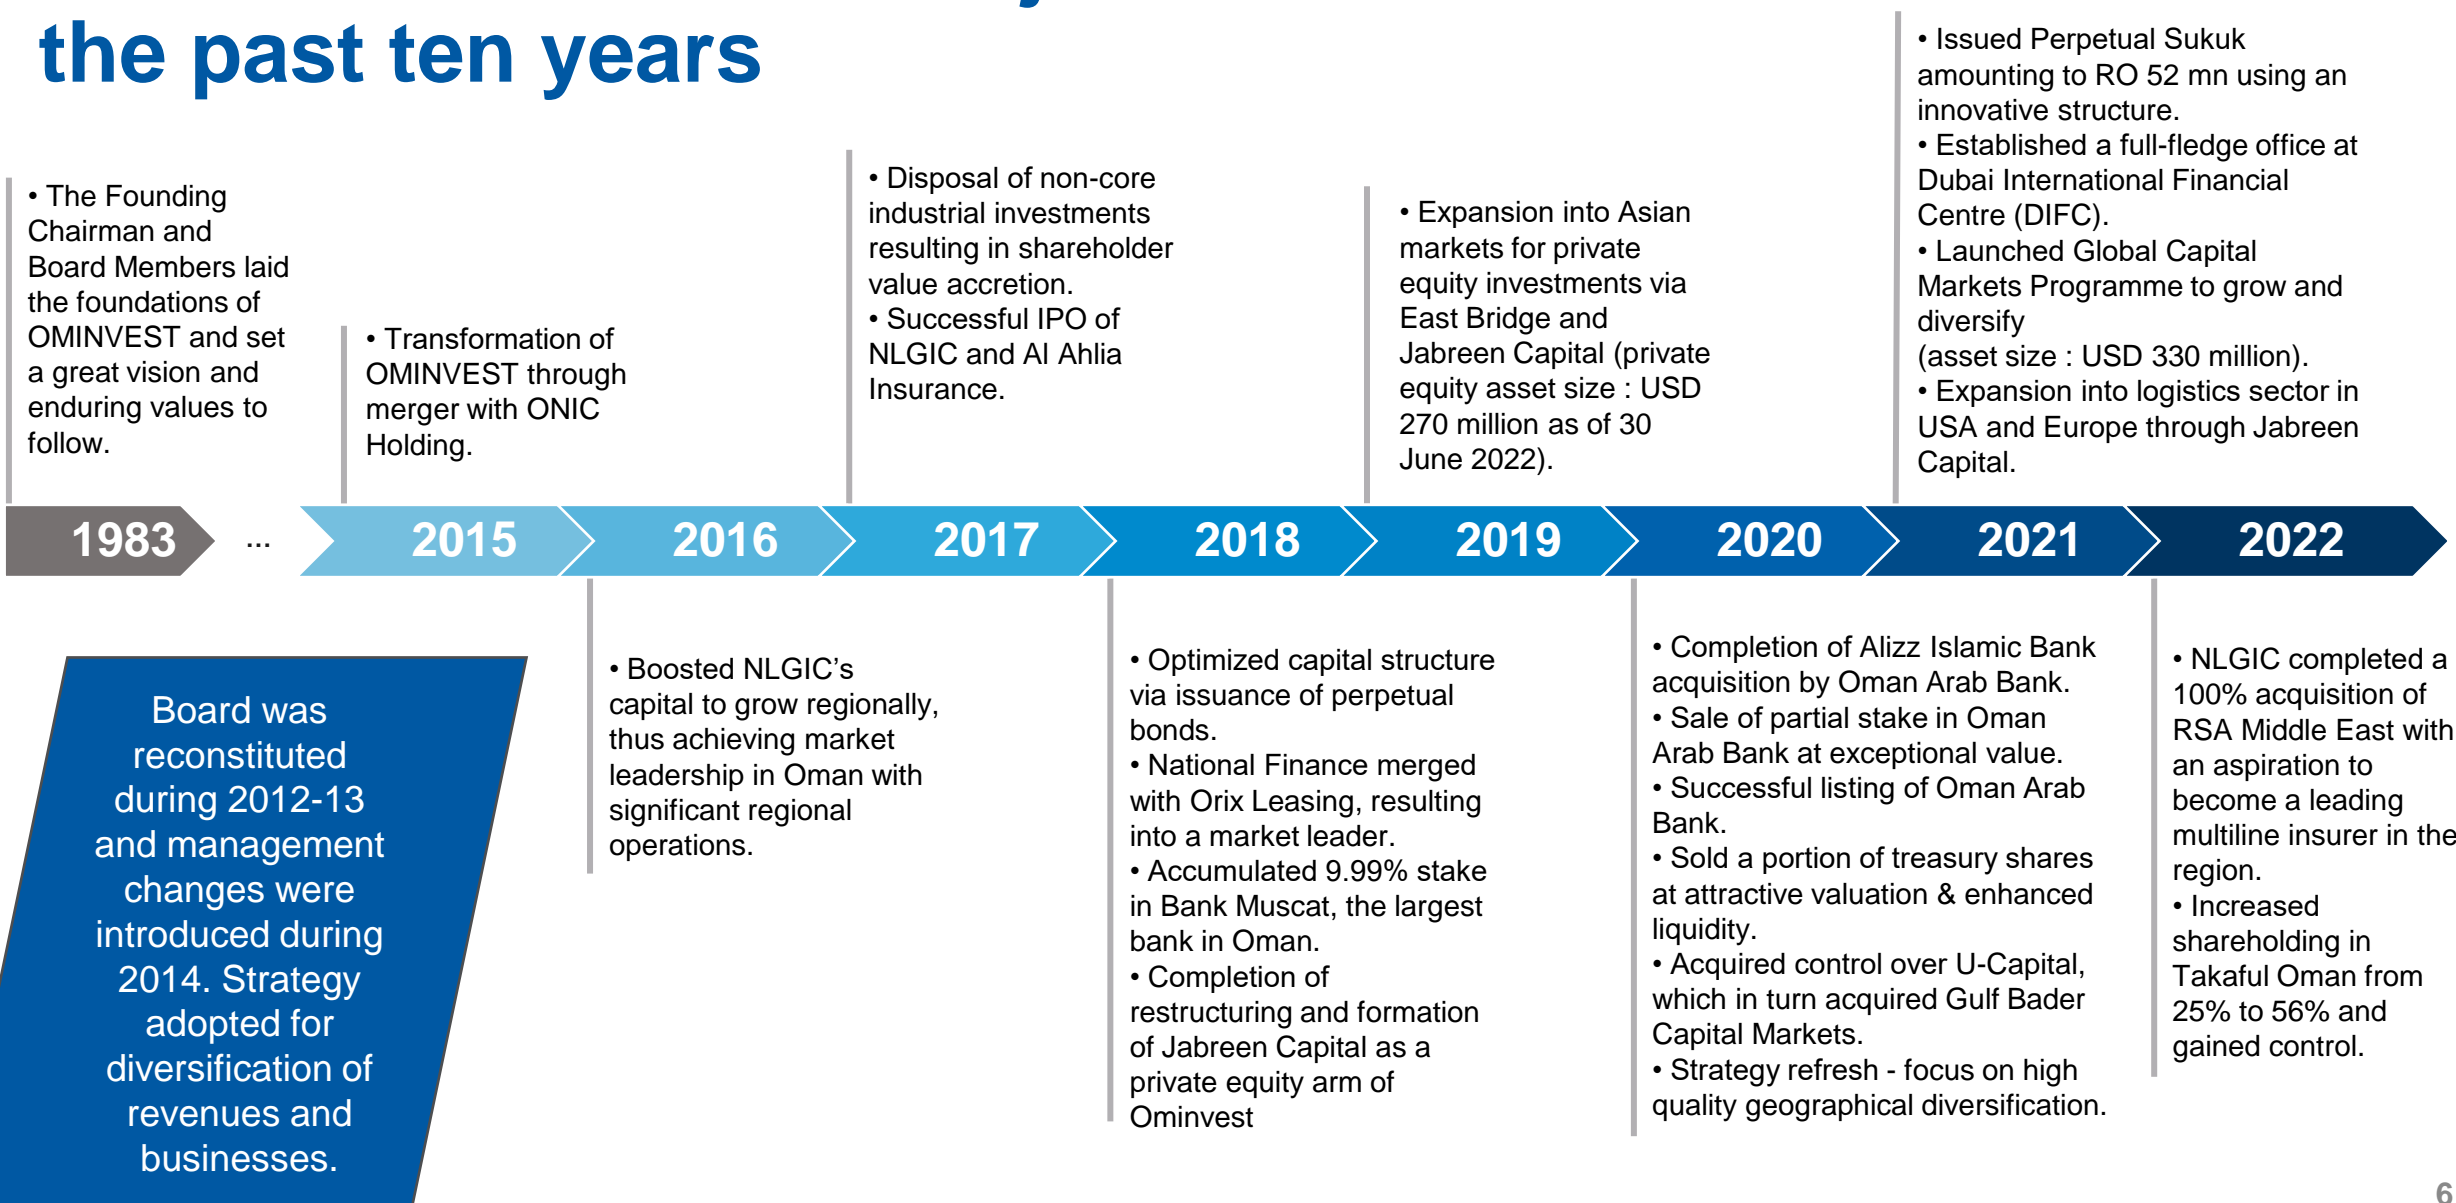 the past ten years
• The Founding
Chairman and
Board Members laid
the foundations of
OMINVEST and set
a great vision and
enduring values to
follow.
• Transformation of
OMINVEST through
merger with ONIC
Holding.
• Disposal of non-core
industrial investments
resulting in shareholder
value accretion.
• Successful IPO of
NLGIC and Al Ahlia
Insurance.
• Expansion into Asian
markets for private
equity investments via
East Bridge and
Jabreen Capital (private
equity asset size : USD
270 million as of 30
June 2022).
• Issued Perpetual Sukuk
amounting to RO 52 mn using an
innovative structure.
• Established a full-fledge office at
Dubai International Financial
Centre (DIFC).
• Launched Global Capital
Markets Programme to grow and
diversify
(asset size : USD 330 million).
• Expansion into logistics sector in
USA and Europe through Jabreen
Capital.
1983 ... 2015 2016 2017 2018 2019 2020 2021 2022
Board was
reconstituted
during 2012-13
and management
changes were
introduced during
2014. Strategy
adopted for
diversification of
revenues and
businesses.
• Boosted NLGIC’s
capital to grow regionally,
thus achieving market
leadership in Oman with
significant regional
operations.
• Optimized capital structure
via issuance of perpetual
bonds.
• National Finance merged
with Orix Leasing, resulting
into a market leader.
• Accumulated 9.99% stake
in Bank Muscat, the largest
bank in Oman.
• Completion of
restructuring and formation
of Jabreen Capital as a
private equity arm of
Ominvest
• Completion of Alizz Islamic Bank
acquisition by Oman Arab Bank.
• Sale of partial stake in Oman
Arab Bank at exceptional value.
• Successful listing of Oman Arab
Bank.
• Sold a portion of treasury shares
at attractive valuation & enhanced
liquidity.
• Acquired control over U-Capital,
which in turn acquired Gulf Bader
Capital Markets.
• Strategy refresh - focus on high
quality geographical diversification.
• NLGIC completed a
100% acquisition of
RSA Middle East with
an aspiration to
become a leading
multiline insurer in the
region.
• Increased
shareholding in
Takaful Oman from
25% to 56% and
gained control.
6